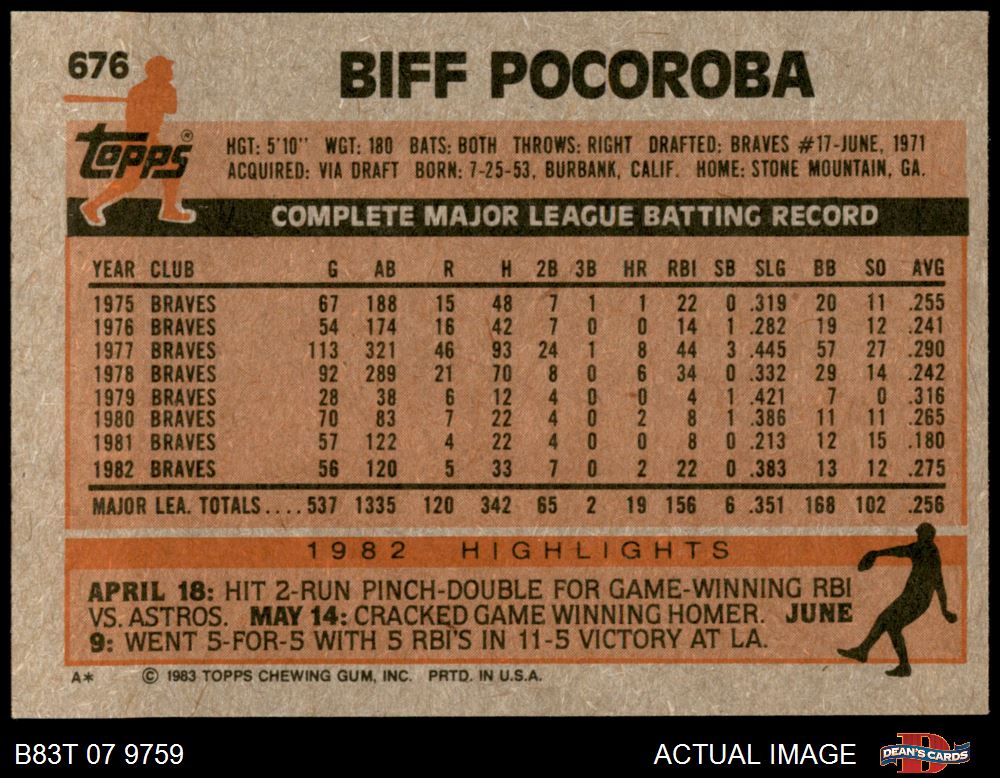 676
BIFF POCOROBA
Topps®
HGT: 5'10" WGT: 180 BATS: BOTH THROWS: RIGHT DRAFTED: BRAVES #17-JUNE, 1971
ACQUIRED: VIA DRAFT BORN: 7-25-53, BURBANK, CALIF. HOME: STONE MOUNTAIN, GA.
COMPLETE MAJOR LEAGUE BATTING RECORD
YEAR CLUB G AB R H 2B 3B HR RBI SB SLG BB SO AVG
1975 BRAVES 67 188 15 48 7 1 1 22 0 .319 20 11 .255
1976 BRAVES 54 174 16 42 7 0 0 14 1 .282 19 12 .241
1977 BRAVES 113 321 46 93 24 1 8 44 3 .445 57 27 .290
1978 BRAVES 92 289 21 70 8 0 6 34 0 .332 29 14 .242
1979 BRAVES 28 38 6 12 4 0 0 4 1 .421 7 0 .316
1980 BRAVES 70 83 7 22 4 0 2 8 1 .386 11 11 .265
1981 BRAVES 57 122 4 22 4 0 0 8 0 .213 12 15 .180
1982 BRAVES 56 120 5 33 7 0 2 22 0 .383 13 12 .275
MAJOR LEA. TOTALS.... 537 1335 120 342 65 2 19 156 6 .351 168 102 .256
1982 HIGHLIGHTS
APRIL 18: HIT 2-RUN PINCH-DOUBLE FOR GAME-WINNING RBI
VS. ASTROS. MAY 14: CRACKED GAME WINNING HOMER. JUNE
9: WENT 5-FOR-5 WITH 5 RBI'S IN 11-5 VICTORY AT LA.
A* © 1983 TOPPS CHEWING GUM, INC. PRTD. IN U.S.A.
B83T 07 9759 ACTUAL IMAGE DEAN'S CARDS